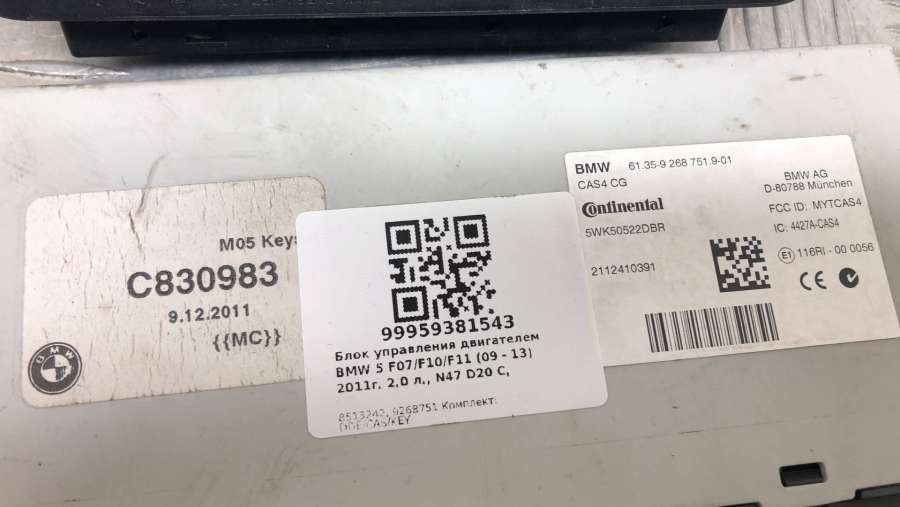 M05 Key
C830983
9.12.2011
{{MC}}
BMW
99959381543
Блок управления двигателем
BMW 5 F07/F10/F11 (09 - 13)
2011г. 2,0 л., N47 D20 C,
8513242, 9268751 Комплект:
DDE/CAS/KEY
BMW 61.35-9 268 751.9-01
CAS4 CG
Continental
5WK50522DBR
2112410391
BMW AG
D-80788 München
FCC ID: MYTCAS4
IC: 4427A-CAS4
E1 116RI - 00 0056
CE